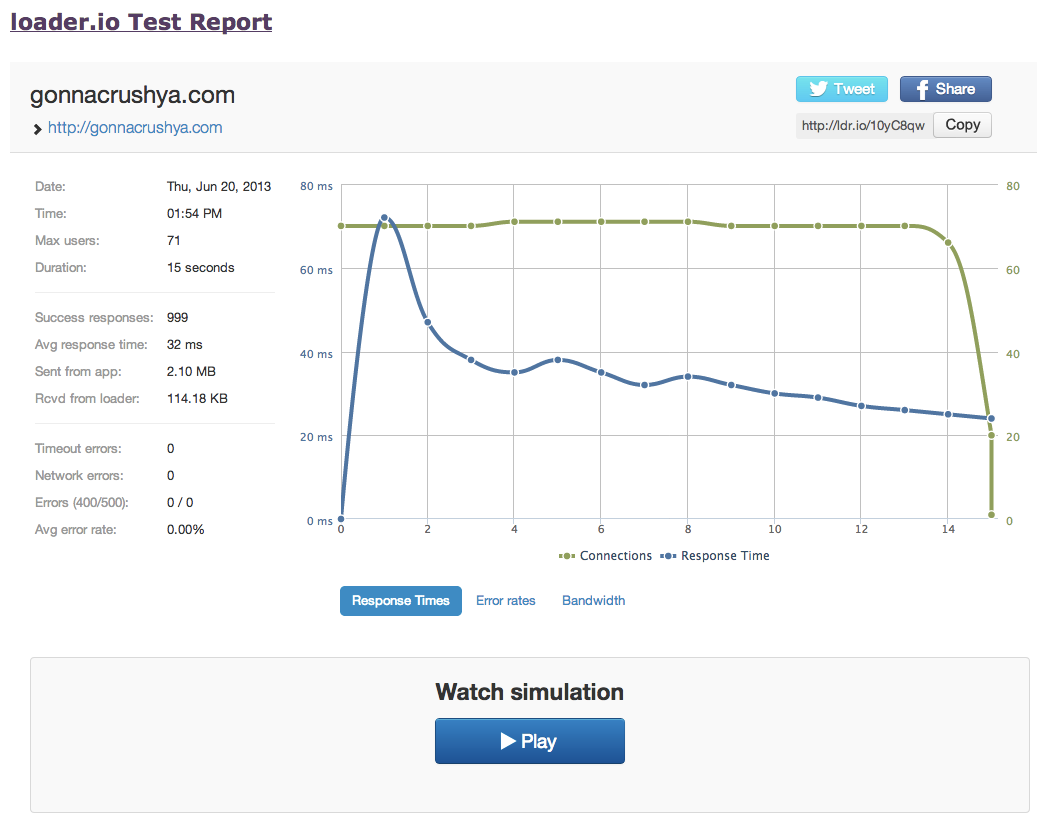 loader.io Test Report
gonnacrushya.com
http://gonnacrushya.com
Tweet
Share
http://ldr.io/10yC8qw
Copy
Date: Thu, Jun 20, 2013
Time: 01:54 PM
Max users: 71
Duration: 15 seconds
Success responses: 999
Avg response time: 32 ms
Sent from app: 2.10 MB
Rcvd from loader: 114.18 KB
Timeout errors: 0
Network errors: 0
Errors (400/500): 0 / 0
Avg error rate: 0.00%
80 ms
60 ms
40 ms
20 ms
0 ms
80
60
40
20
0
0 2 4 6 8 10 12 14
Connections Response Time
Response Times Error rates Bandwidth
Watch simulation
Play